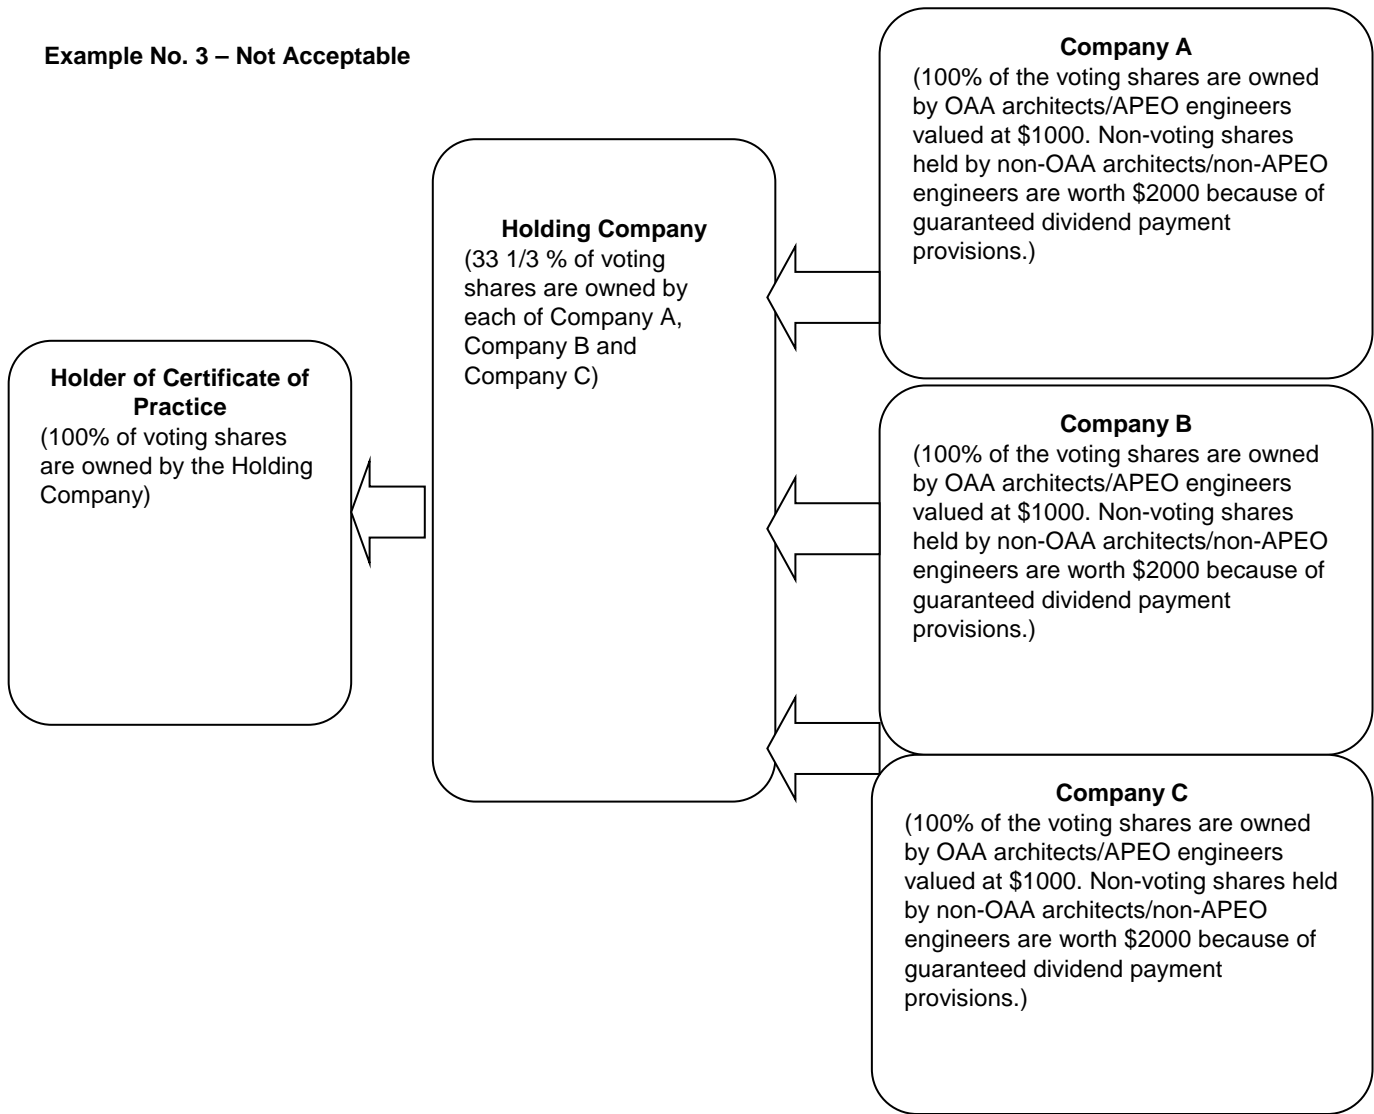 Example No. 3 – Not Acceptable
Holder of Certificate of
Practice
(100% of voting shares
are owned by the Holding
Company)
Holding Company
(33 1/3 % of voting
shares are owned by
each of Company A,
Company B and
Company C)
Company A
(100% of the voting shares are owned
by OAA architects/APEO engineers
valued at $1000. Non-voting shares
held by non-OAA architects/non-APEO
engineers are worth $2000 because of
guaranteed dividend payment
provisions.)
Company B
(100% of the voting shares are owned
by OAA architects/APEO engineers
valued at $1000. Non-voting shares
held by non-OAA architects/non-APEO
engineers are worth $2000 because of
guaranteed dividend payment
provisions.)
Company C
(100% of the voting shares are owned
by OAA architects/APEO engineers
valued at $1000. Non-voting shares held
by non-OAA architects/non-APEO
engineers are worth $2000 because of
guaranteed dividend payment
provisions.)